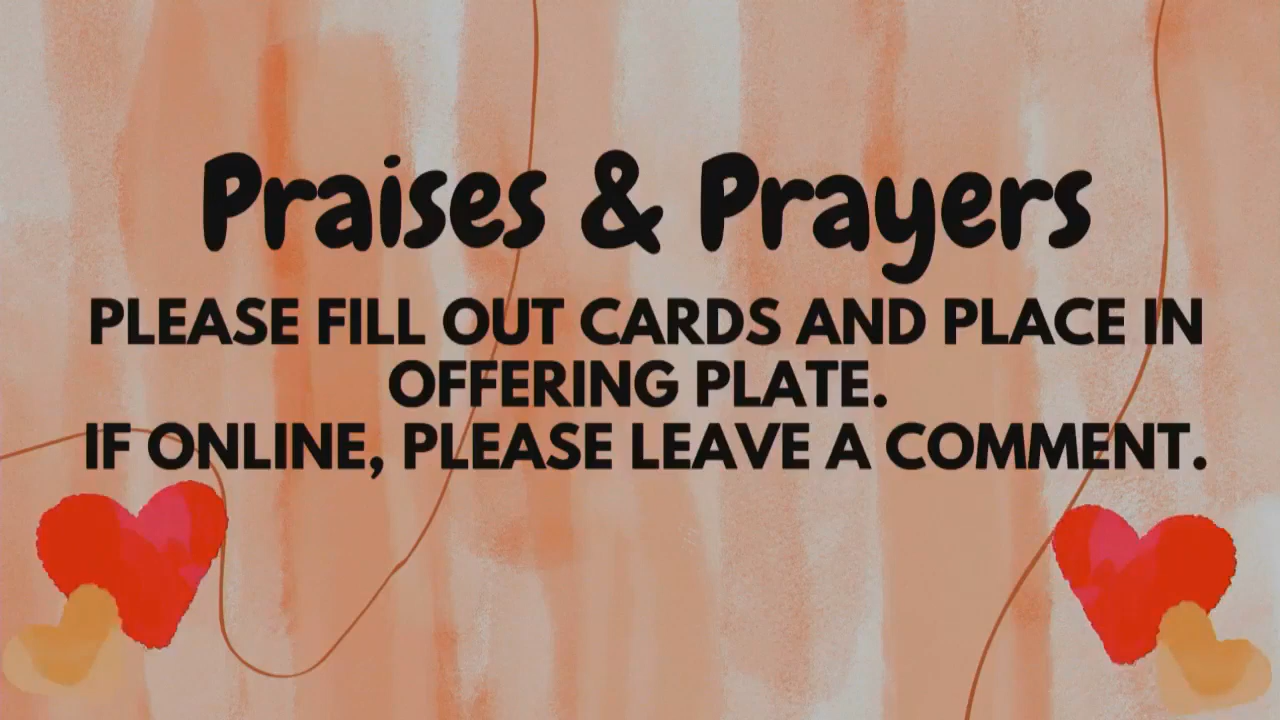 Praises & Prayers
PLEASE FILL OUT CARDS AND PLACE IN
OFFERING PLATE.
IF ONLINE, PLEASE LEAVE A COMMENT.